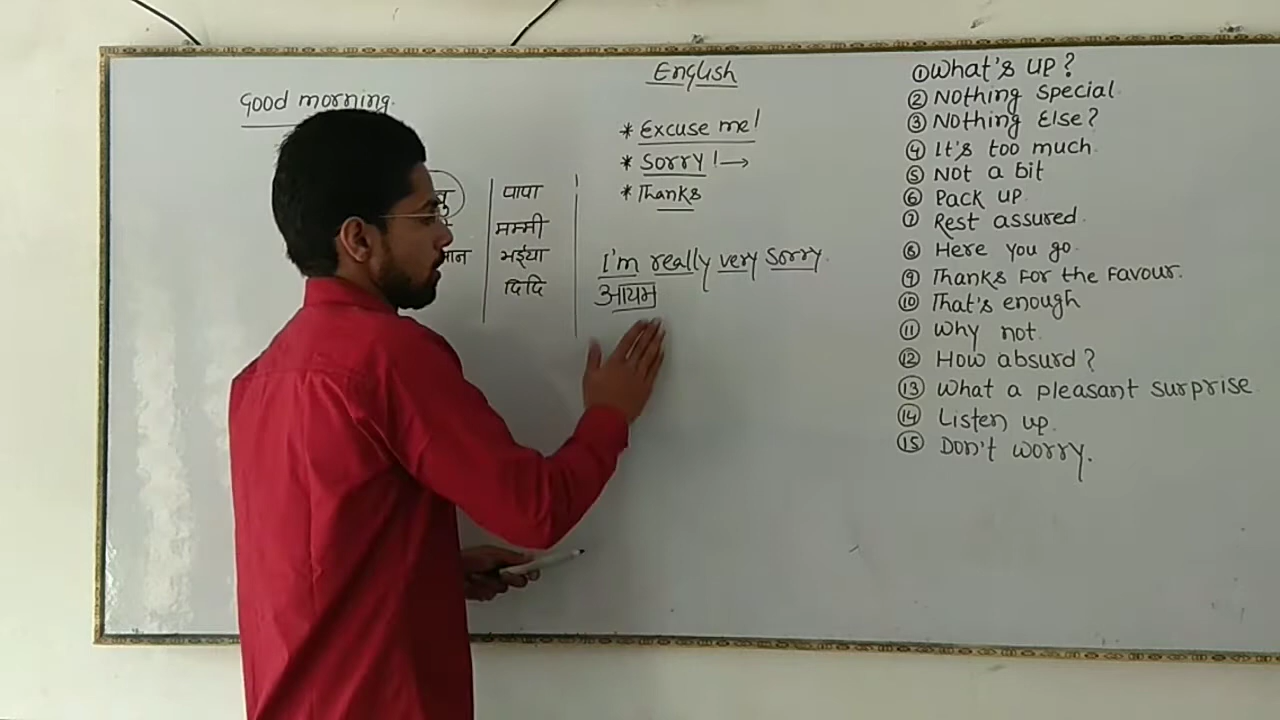 Good morning.
पापा
मम्मी
भईया
दिदि
English
* Excuse me!
* Sorry! →
* Thanks
I'm really very sorry.
आयम
① What's up?
② Nothing special.
③ Nothing Else?
④ It's too much.
⑤ Not a bit
⑥ Pack up.
⑦ Rest assured.
⑧ Here you go.
⑨ Thanks for the favour.
⑩ That's enough
⑪ Why not.
⑫ How absurd?
⑬ What a pleasant surprise
⑭ Listen up.
⑮ Don't worry.